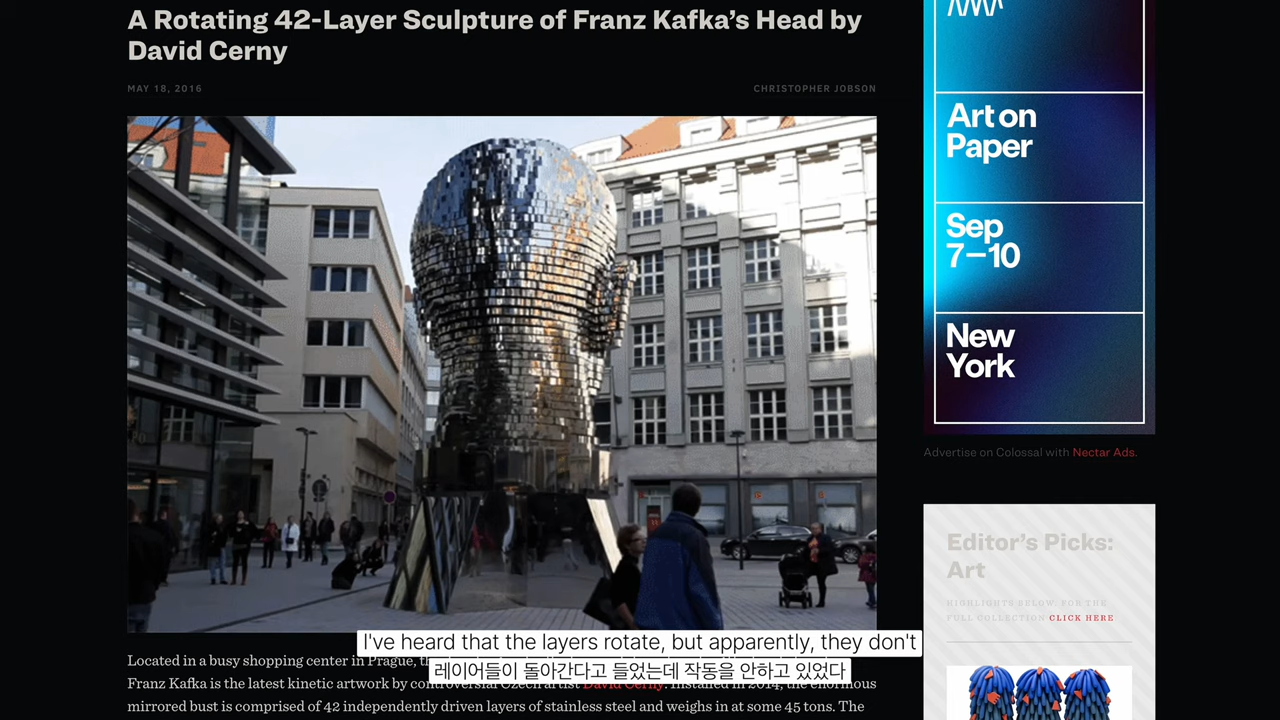 A Rotating 42-Layer Sculpture of Franz Kafka's Head by
David Cerny
MAY 18, 2016
CHRISTOPHER JOBSON
Located in a busy shopping center in Prague, th
Franz Kafka is the latest kinetic artwork by controversial Czech artist David Cerny. Installed in 2014, the enormous
mirrored bust is comprised of 42 independently driven layers of stainless steel and weighs in at some 45 tons. The
I've heard that the layers rotate, but apparently, they don't
레이어들이 돌아간다고 들었는데 작동을 안하고 있었다
Art on
Paper
Sep
7–10
New
York
Advertise on Colossal with Nectar Ads.
Editor's Picks:
Art
HIGHLIGHTS BELOW. FOR THE
FULL COLLECTION CLICK HERE